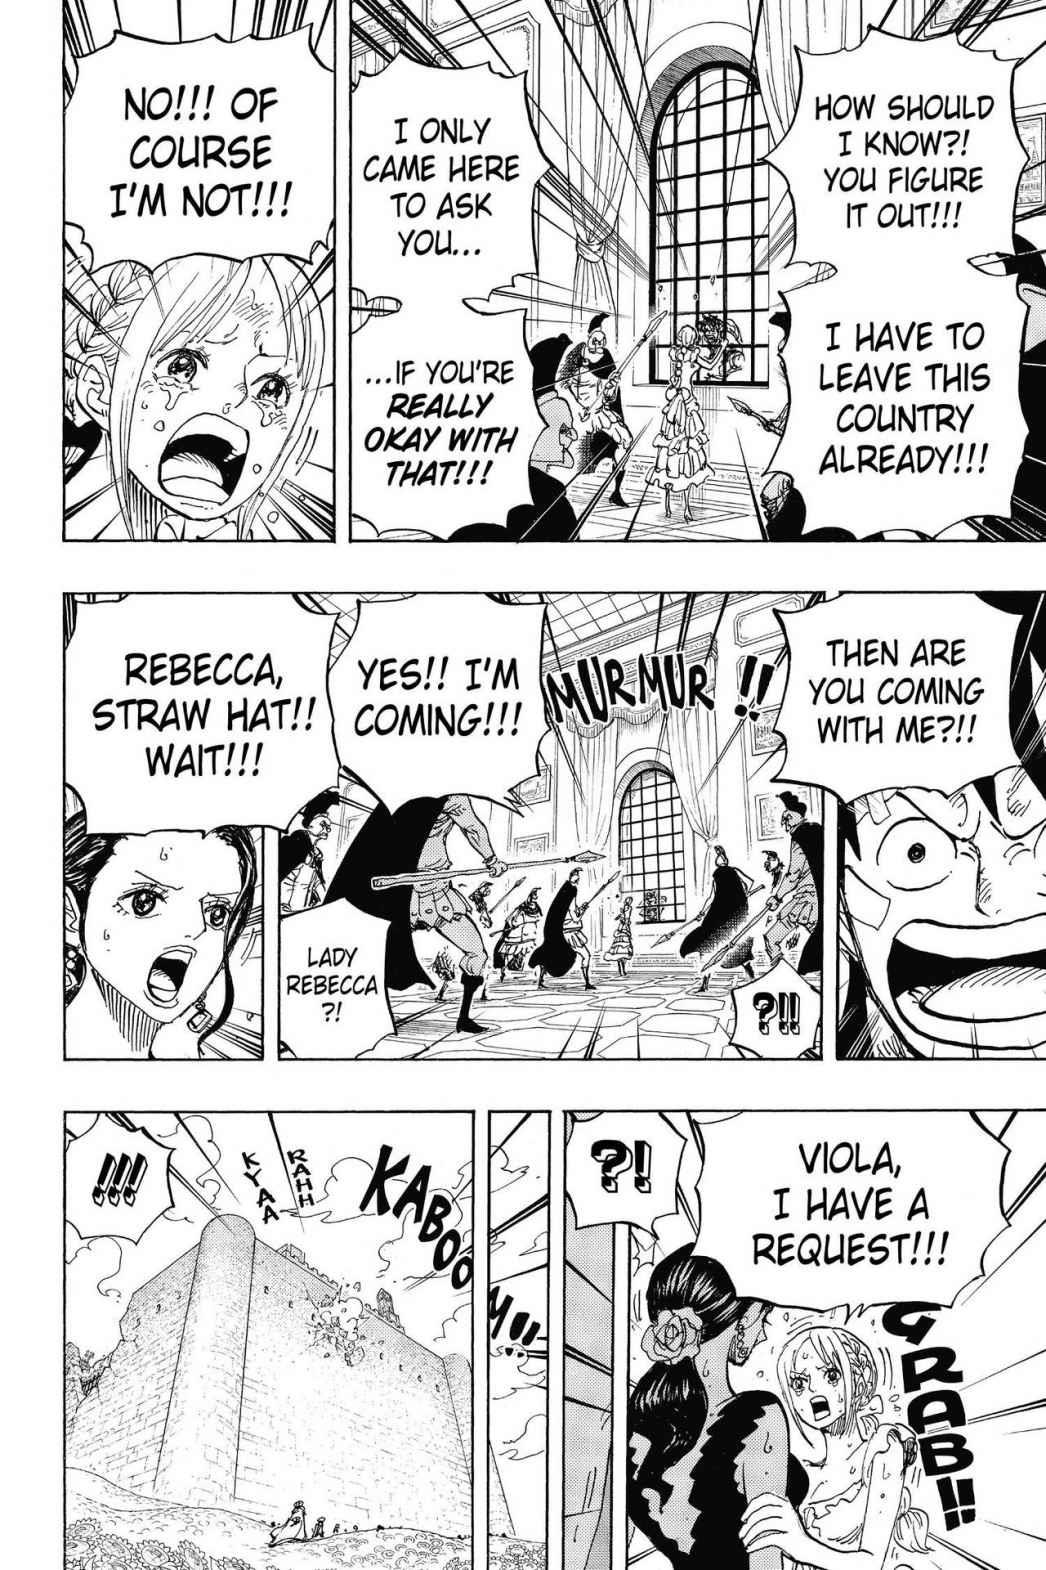 HOW SHOULD
I KNOW?!
YOU FIGURE
IT OUT!!!
I HAVE TO
LEAVE THIS
COUNTRY
ALREADY!!!
I ONLY
CAME HERE
TO ASK
YOU...
...IF YOU'RE
REALLY
OKAY WITH
THAT!!!
NO!!! OF
COURSE
I'M NOT!!!
THEN ARE
YOU COMING
WITH ME?!!
MURMUR !!
YES!! I'M
COMING!!!
?!!
LADY
REBECCA
?!
REBECCA,
STRAW HAT!!
WAIT!!!
VIOLA,
I HAVE A
REQUEST!!!
?!
GRAB!!
KABOOM!!
RAHH
KYAA
!!!